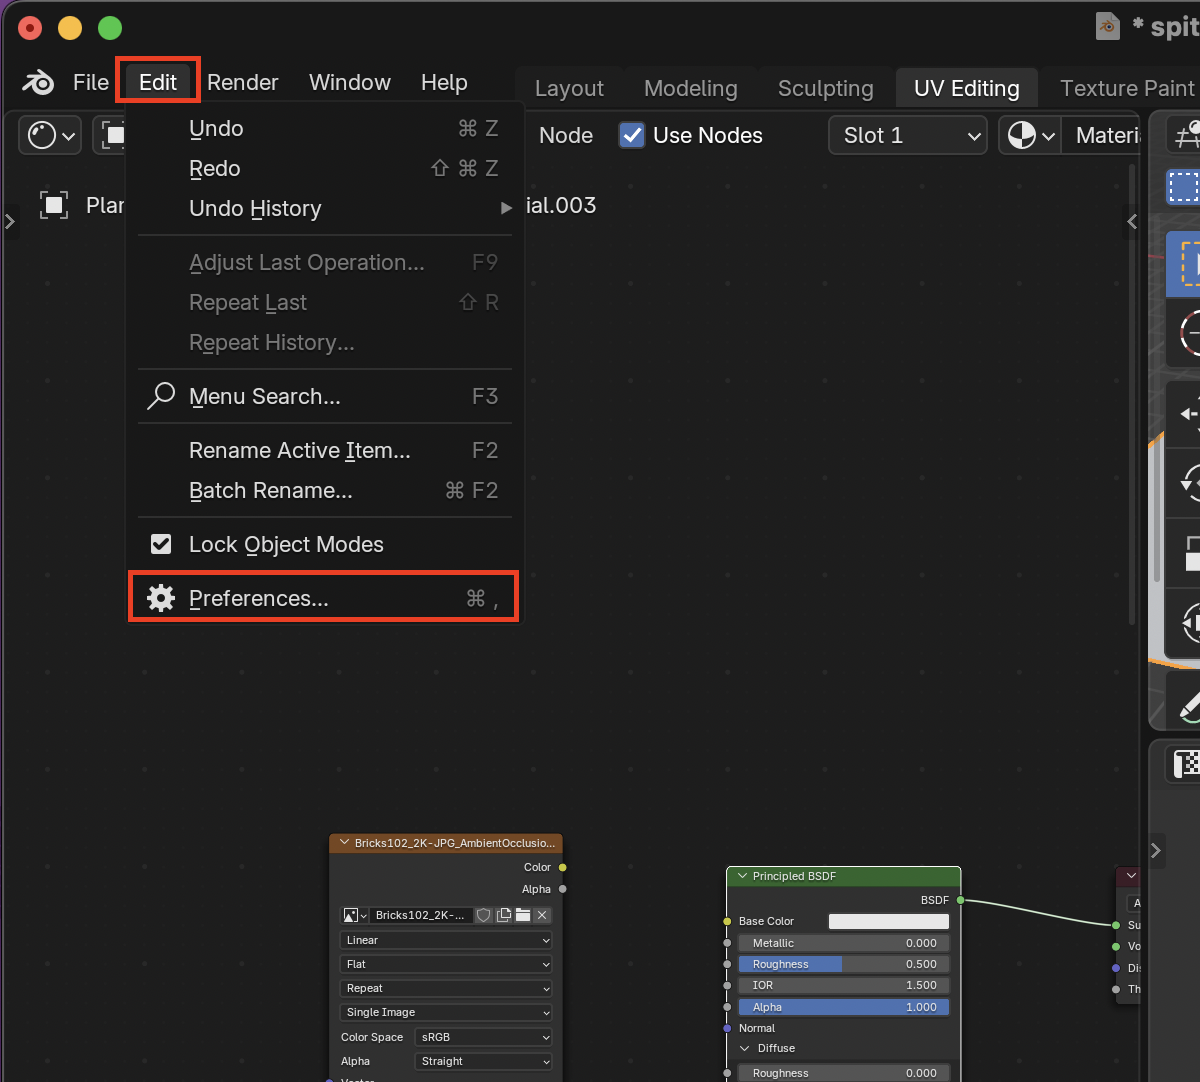 * spit
File Edit Render Window Help Layout Modeling Sculpting UV Editing Texture Paint
Node Use Nodes Slot 1 Materi
Plan ial.003
Undo ⌘ Z
Redo ⇧ ⌘ Z
Undo History
Adjust Last Operation... F9
Repeat Last ⇧ R
Repeat History...
Menu Search... F3
Rename Active Item... F2
Batch Rename... ⌘ F2
Lock Object Modes
Preferences... ⌘ ,
Bricks102_2K-JPG_AmbientOcclusio...
Color
Alpha
Bricks102_2K-...
Linear
Flat
Repeat
Single Image
Color Space sRGB
Alpha Straight
Vector
Principled BSDF
BSDF
Base Color
Metallic 0.000
Roughness 0.500
IOR 1.500
Alpha 1.000
Normal
Diffuse
Roughness 0.000
A
Su
Vo
Dis
Th